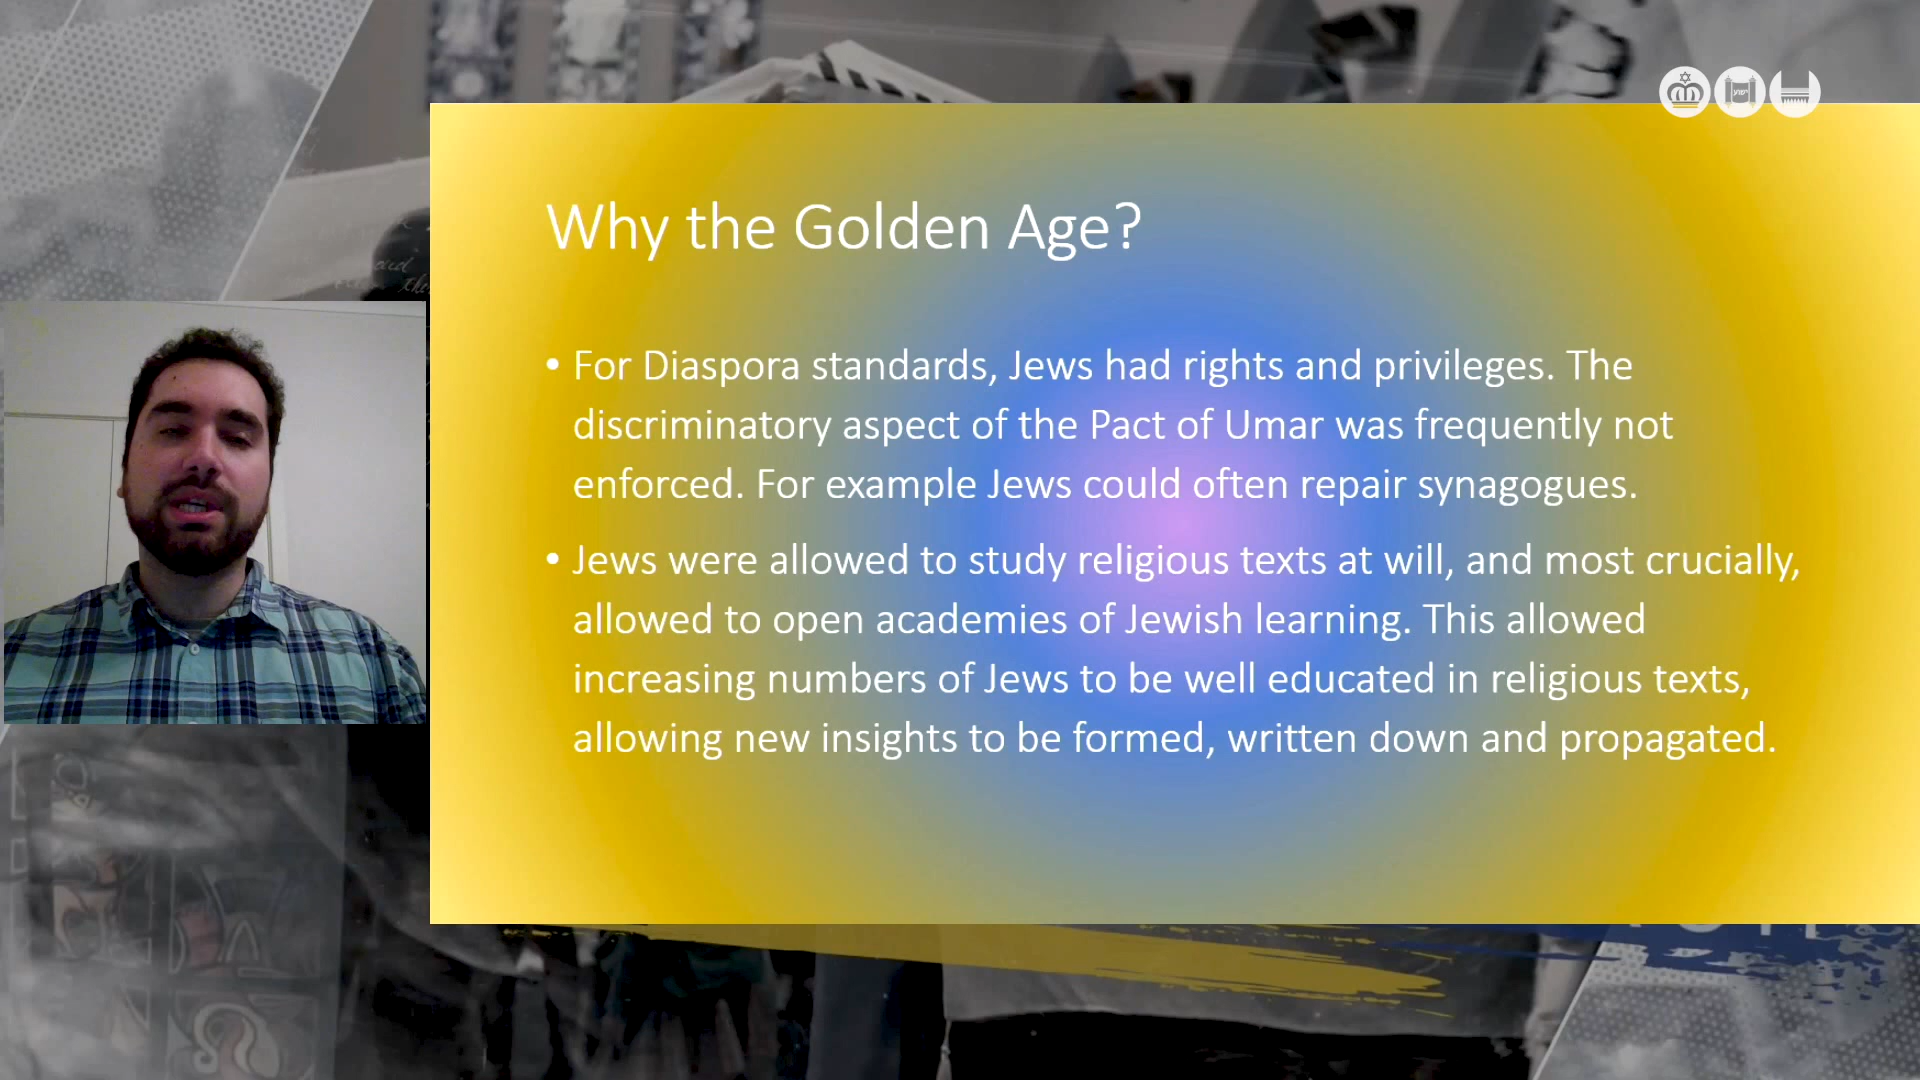 Why the Golden Age?
• For Diaspora standards, Jews had rights and privileges. The
discriminatory aspect of the Pact of Umar was frequently not
enforced. For example Jews could often repair synagogues.
• Jews were allowed to study religious texts at will, and most crucially,
allowed to open academies of Jewish learning. This allowed
increasing numbers of Jews to be well educated in religious texts,
allowing new insights to be formed, written down and propagated.